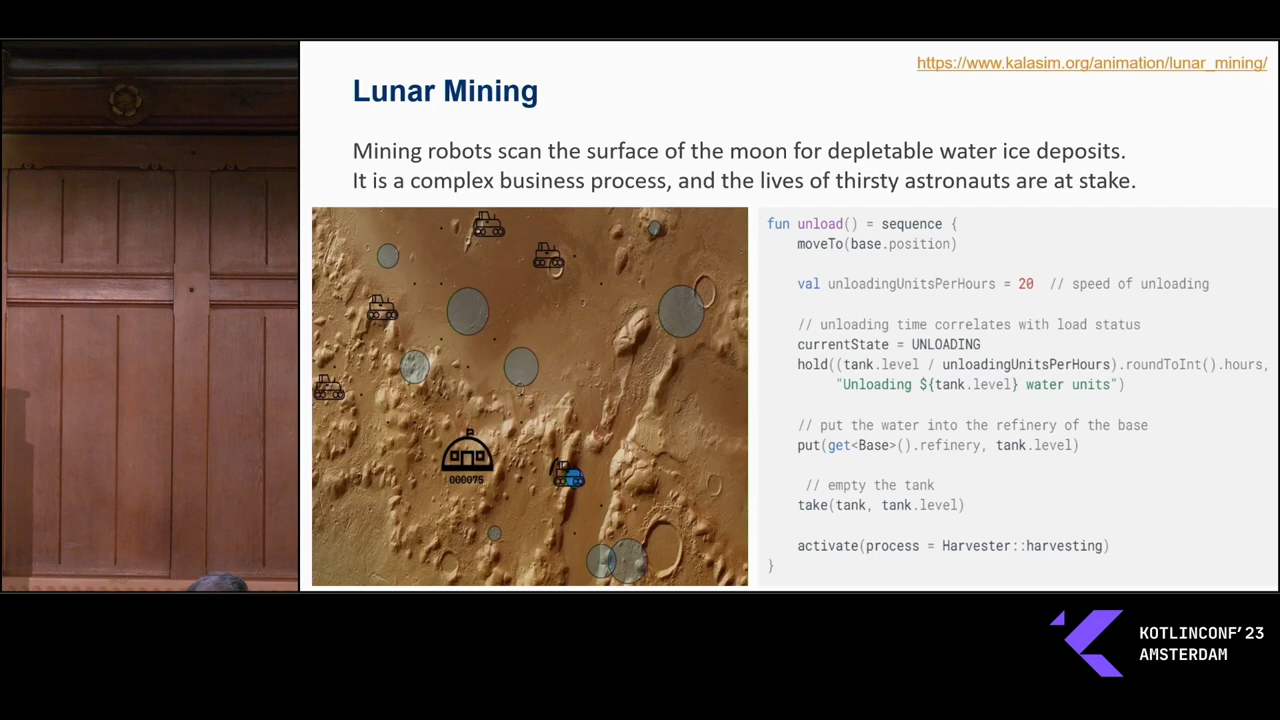 https://www.kalasim.org/animation/lunar_mining/
Lunar Mining
Mining robots scan the surface of the moon for depletable water ice deposits.
It is a complex business process, and the lives of thirsty astronauts are at stake.
000075
fun unload() = sequence {
    moveTo(base.position)
    val unloadingUnitsPerHours = 20  // speed of unloading
    // unloading time correlates with load status
    currentState = UNLOADING
    hold((tank.level / unloadingUnitsPerHours).roundToInt().hours,
         "Unloading ${tank.level} water units")
    // put the water into the refinery of the base
    put(get<Base>().refinery, tank.level)
     // empty the tank
    take(tank, tank.level)
    activate(process = Harvester::harvesting)
}
KOTLINCONF'23
AMSTERDAM